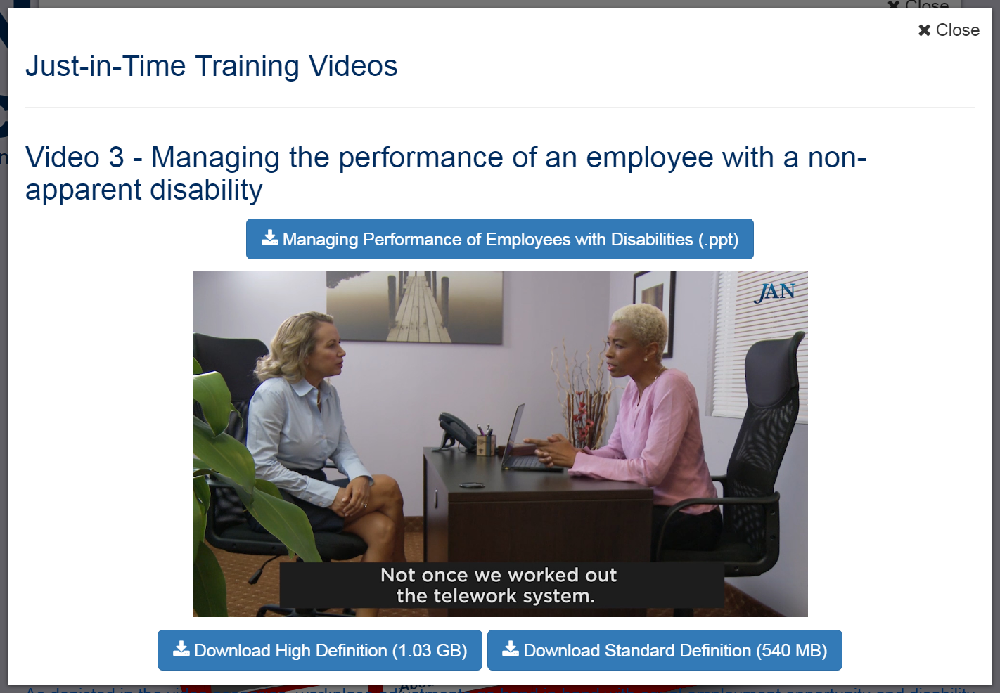 Close
Close
Just-in-Time Training Videos
Video 3 - Managing the performance of an employee with a non-
apparent disability
Managing Performance of Employees with Disabilities (.ppt)
JAN
Not once we worked out
the telework system.
Download High Definition (1.03 GB)
Download Standard Definition (540 MB)